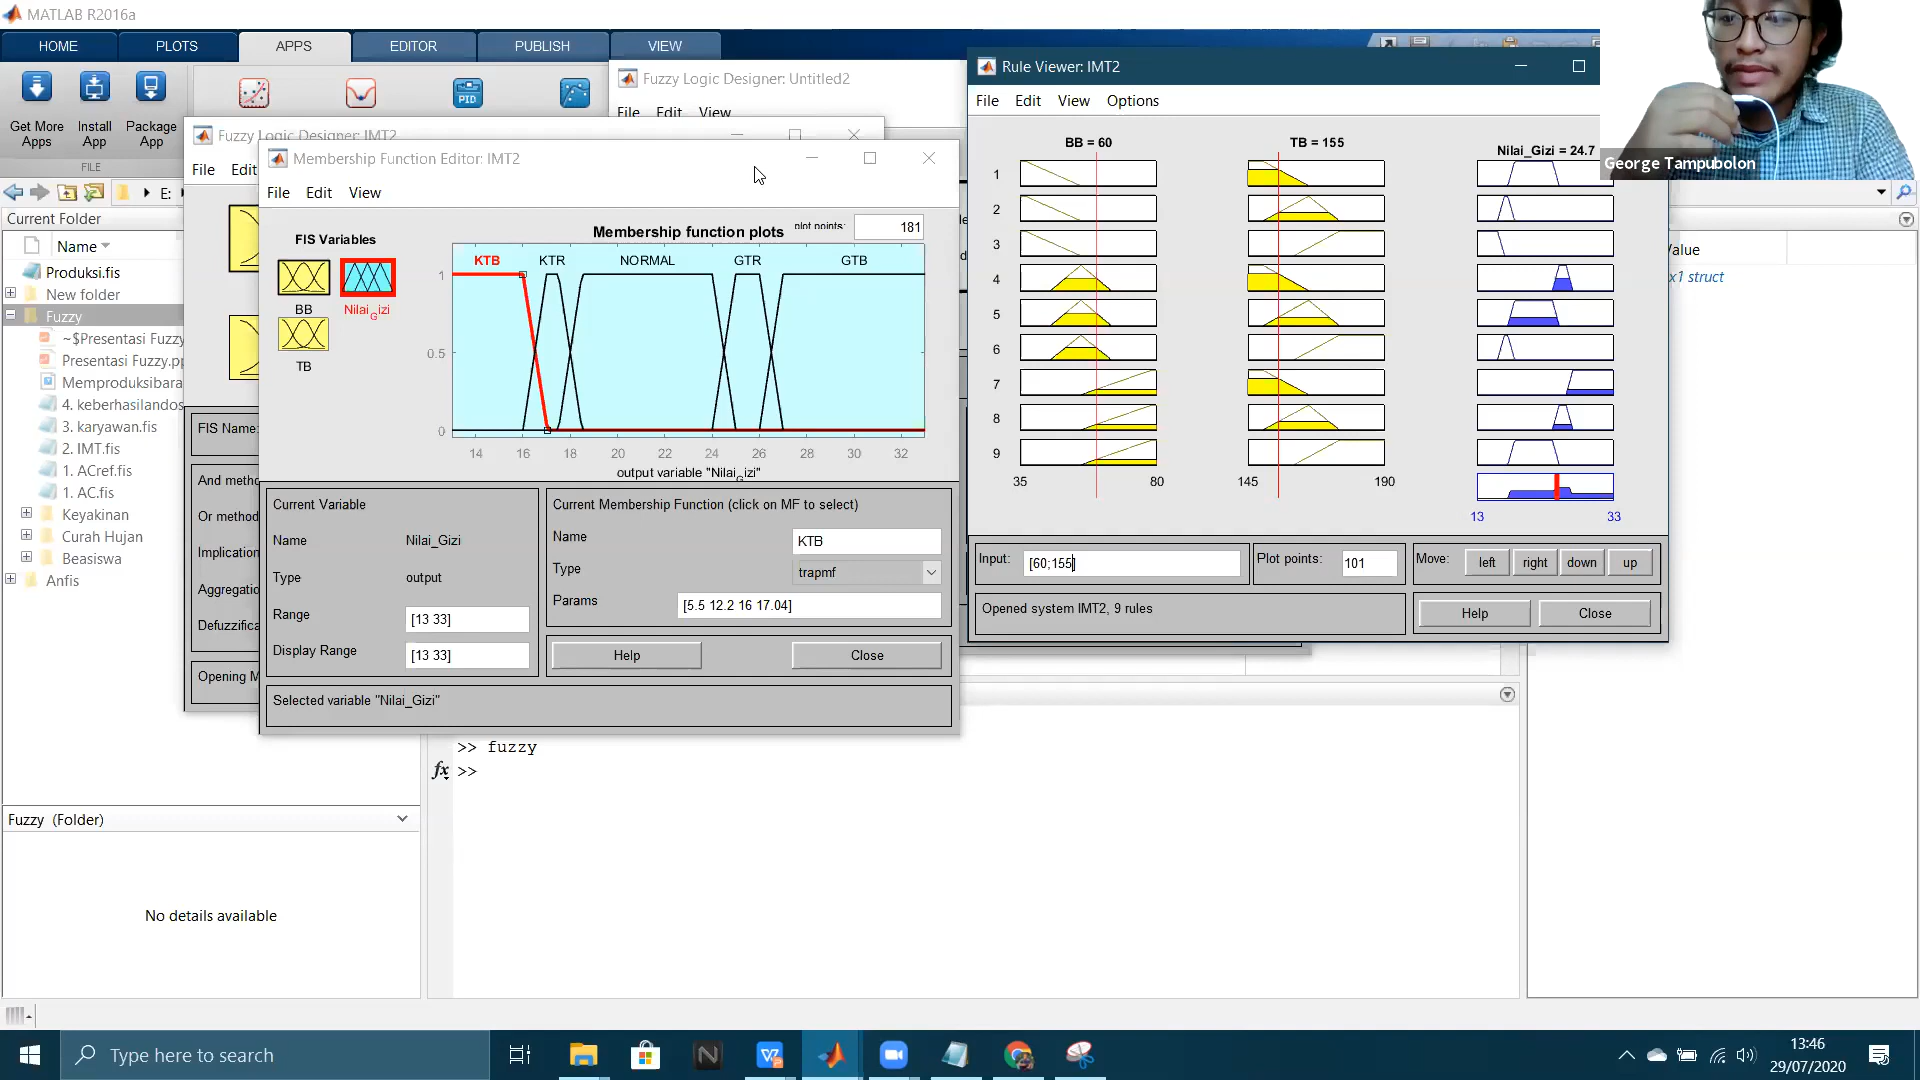 MATLAB R2016a
HOME
PLOTS
APPS
EDITOR
PUBLISH
VIEW
Get More Apps
Install App
Package App
FILE
PID
E:
Current Folder
Name
Produksi.fis
New folder
Fuzzy
~$Presentasi Fuzzy
Presentasi Fuzzy.pp
Memproduksibara
4. keberhasilandos
3. karyawan.fis
2. IMT.fis
1. ACref.fis
1. AC.fis
Keyakinan
Curah Hujan
Beasiswa
Anfis
Fuzzy (Folder)
No details available
Fuzzy Logic Designer: Untitled2
File Edit View
Fuzzy Logic Designer: IMT2
File Edit
FIS Name:
And metho
Or method
Implication
Aggregatio
Defuzzifica
Opening M
Membership Function Editor: IMT2
File Edit View
FIS Variables
BB
Nilai_Gizi
TB
Membership function plots
plot points:
181
KTB
KTR
NORMAL
GTR
GTB
1
0.5
0
14 16 18 20 22 24 26 28 30 32
output variable "Nilai_Gizi"
Current Variable
Name Nilai_Gizi
Type output
Range [13 33]
Display Range [13 33]
Current Membership Function (click on MF to select)
Name KTB
Type trapmf
Params [5.5 12.2 16 17.04]
Help
Close
Selected variable "Nilai_Gizi"
Rule Viewer: IMT2
File Edit View Options
BB = 60
TB = 155
Nilai_Gizi = 24.7
1
2
3
4
5
6
7
8
9
35 80
145 190
13 33
Input: [60;155]
Plot points: 101
Move: left right down up
Opened system IMT2, 9 rules
Help
Close
George Tampubolon
Value
x1 struct
>> fuzzy
fx >>
Type here to search
13:46
29/07/2020